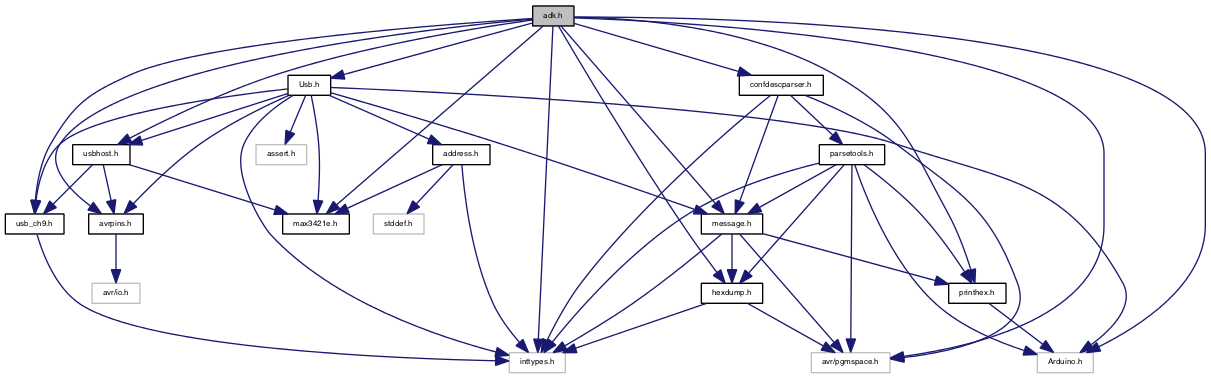 adk.h
Usb.h
confdescparser.h
usbhost.h
assert.h
address.h
parsetools.h
usb_ch9.h
avrpins.h
max3421e.h
stddef.h
message.h
avr/io.h
hexdump.h
printhex.h
inttypes.h
avr/pgmspace.h
Arduino.h